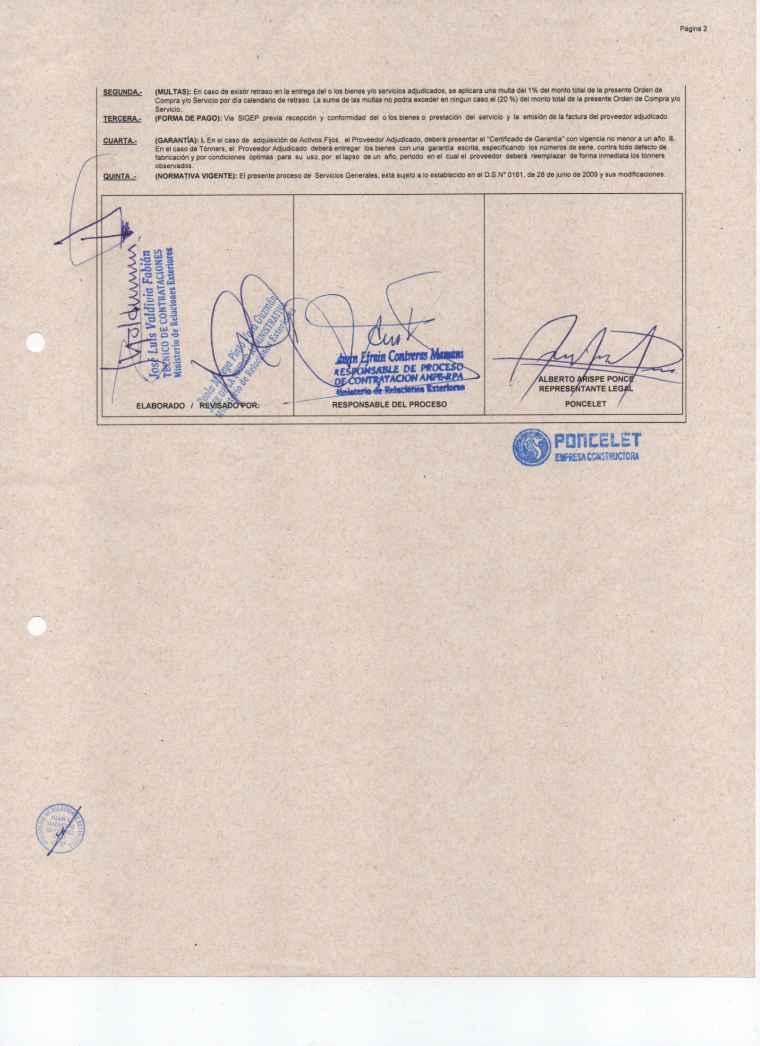 Página 2
SEGUNDA.- (MULTAS): En caso de existir retraso en la entrega del o los bienes y/o servicios adjudicados, se aplicara una multa del 1% del monto total de la presente Orden de
Compra y/o Servicio por día calendario de retraso. La suma de las multas no podra exceder en ningun caso el (20 %) del monto total de la presente Orden de Compra y/o
Servicio.
TERCERA.- (FORMA DE PAGO): Vía SIGEP previa recepción y conformidad del o los bienes o prestación del servicio y la emisión de la factura del proveedor adjudicado.
CUARTA.- (GARANTÍA): I. En el caso de adquisición de Activos Fijos, el Proveedor Adjudicado, deberá presentar el "Certificado de Garantía" con vigencia no menor a un año. II.
En el caso de Tónners, el Proveedor Adjudicado deberá entregar los bienes con una garantía escrita, especificando los números de serie, contra todo defecto de
fabricación y por condiciones óptimas para su uso, por el lapso de un año, periodo en el cual el proveedor deberá reemplazar de forma inmediata los tonners
observados.
QUINTA .- (NORMATIVA VIGENTE): El presente proceso de Servicios Generales, está sujeto a lo establecido en el D.S.N° 0181, de 28 de junio de 2009 y sus modificaciones.
José Luis Valdivia Fabián
TÉCNICO DE CONTRATACIONES
Ministerio de Relaciones Exteriores
ELABORADO / REVISADO POR:
Efrain Contreras Mamani
RESPONSABLE DE PROCESO
DE CONTRATACION ANPE-RPA
Ministerio de Relaciones Exteriores
RESPONSABLE DEL PROCESO
ALBERTO ARISPE PONCE
REPRESENTANTE LEGAL
PONCELET
PONCELET
EMPRESA CONSTRUCTORA